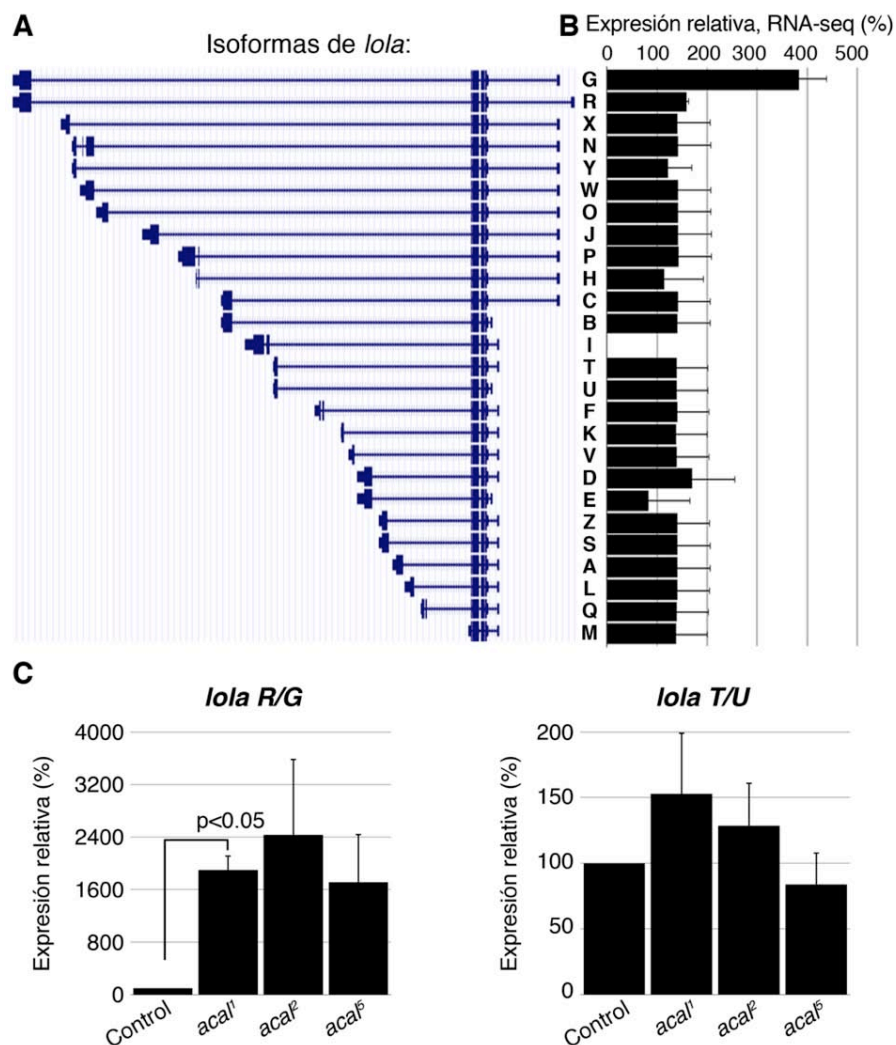 A
Isoformas de lola:
B
Expresión relativa, RNA-seq (%)
0 100 200 300 400 500
G
R
X
N
Y
W
O
J
P
H
C
B
I
T
U
F
K
V
D
E
Z
S
A
L
Q
M
C
lola R/G
Expresión relativa (%)
4000
3200
2400
1600
800
0
p<0.05
Control acal¹ acal² acal⁵
lola T/U
Expresión relativa (%)
200
150
100
50
0
Control acal¹ acal² acal⁵